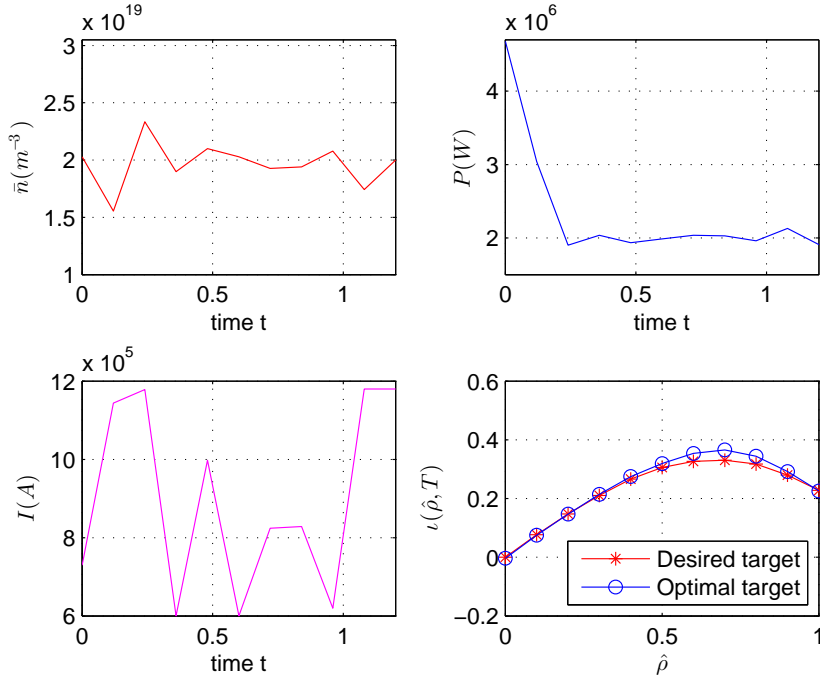 x 10^19
3
2.5
2
1.5
1
n̄(m^−3)
0
0.5
1
time t
x 10^6
4
3
2
P(W)
0
0.5
1
time t
x 10^5
12
10
8
6
I(A)
0
0.5
1
time t
0.6
0.4
0.2
0
−0.2
ι(ρ̂, T)
Desired target
Optimal target
0
0.5
1
ρ̂